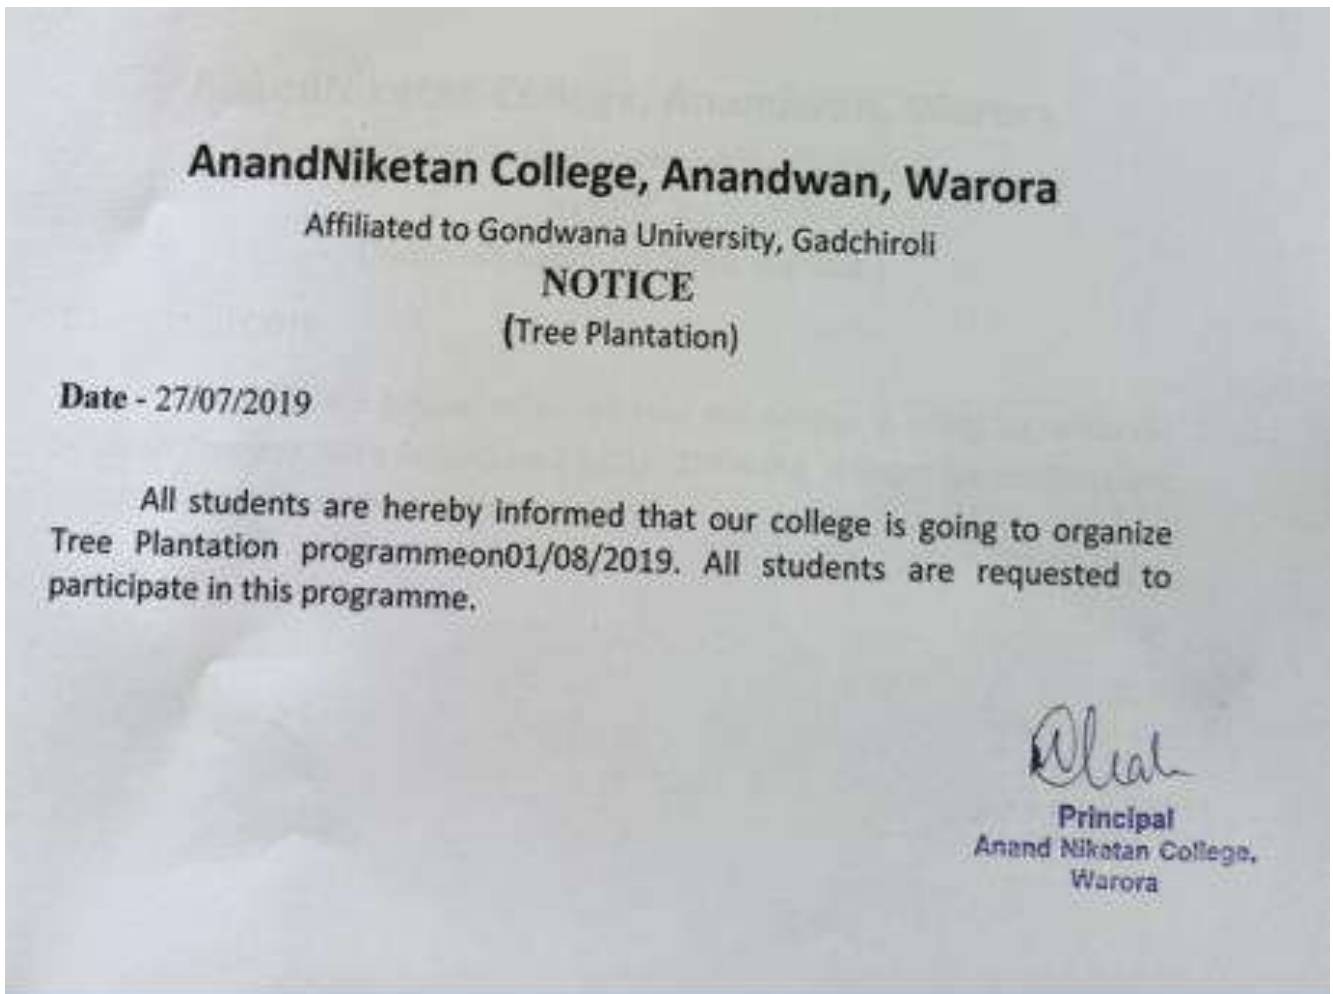 AnandNiketan College, Anandwan, Warora
Affiliated to Gondwana University, Gadchiroli
NOTICE
(Tree Plantation)
Date - 27/07/2019
All students are hereby informed that our college is going to organize
Tree Plantation programmeon01/08/2019. All students are requested to
participate in this programme.
Principal
Anand Niketan College,
Warora